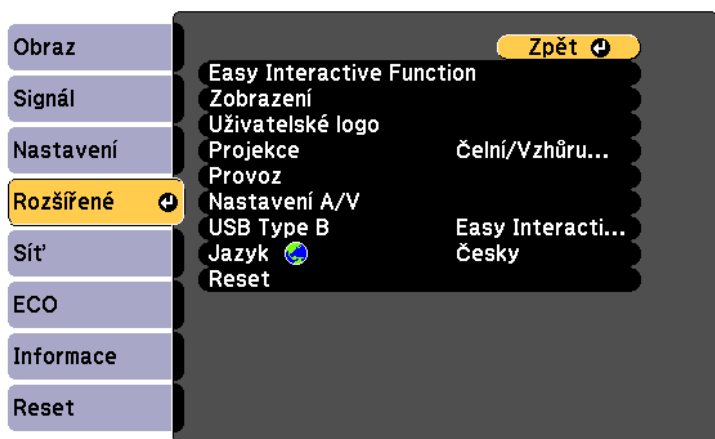 Obraz
Signál
Nastavení
Rozšířené
Síť
ECO
Informace
Reset
Zpět
Easy Interactive Function
Zobrazení
Uživatelské logo
Projekce Čelní/Vzhůru...
Provoz
Nastavení A/V
USB Type B Easy Interacti...
Jazyk Česky
Reset